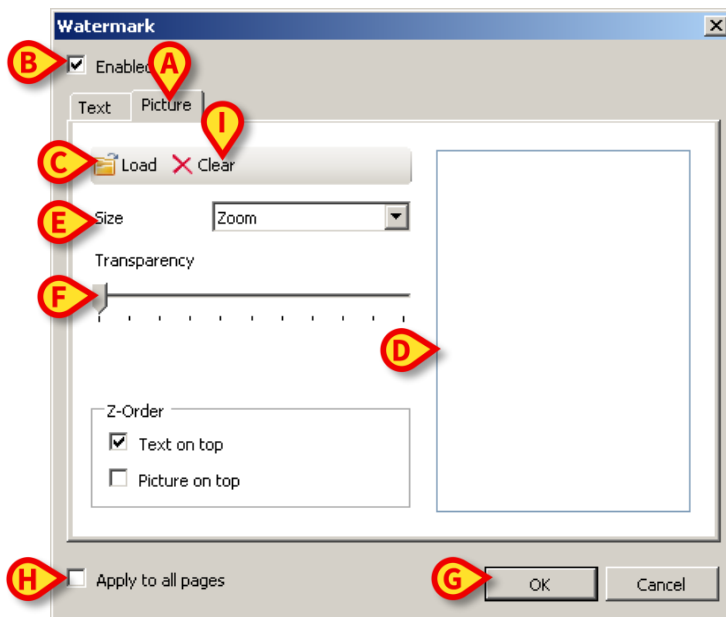 Watermark
B Enabled A
Text Picture I
C Load Clear
E Size Zoom
Transparency
F
D
Z-Order
Text on top
Picture on top
H Apply to all pages G OK Cancel